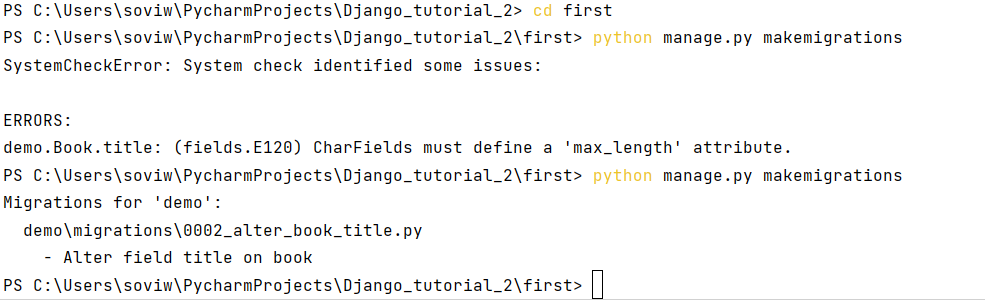 PS C:\Users\soviw\PycharmProjects\Django_tutorial_2> cd first
PS C:\Users\soviw\PycharmProjects\Django_tutorial_2\first> python manage.py makemigrations
SystemCheckError: System check identified some issues:

ERRORS:
demo.Book.title: (fields.E120) CharFields must define a 'max_length' attribute.
PS C:\Users\soviw\PycharmProjects\Django_tutorial_2\first> python manage.py makemigrations
Migrations for 'demo':
  demo\migrations\0002_alter_book_title.py
    - Alter field title on book
PS C:\Users\soviw\PycharmProjects\Django_tutorial_2\first>